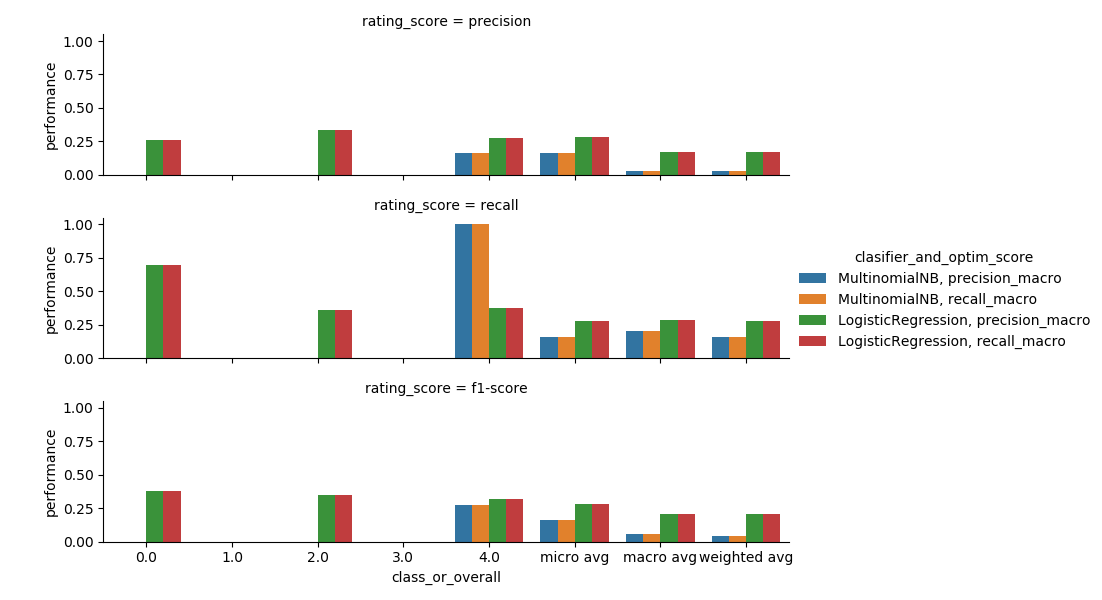 rating_score = precision
1.00
0.75
0.50
0.25
0.00
performance
rating_score = recall
1.00
0.75
0.50
0.25
0.00
performance
clasifier_and_optim_score
MultinomialNB, precision_macro
MultinomialNB, recall_macro
LogisticRegression, precision_macro
LogisticRegression, recall_macro
rating_score = f1-score
1.00
0.75
0.50
0.25
0.00
performance
0.0 1.0 2.0 3.0 4.0 micro avg macro avg weighted avg
class_or_overall